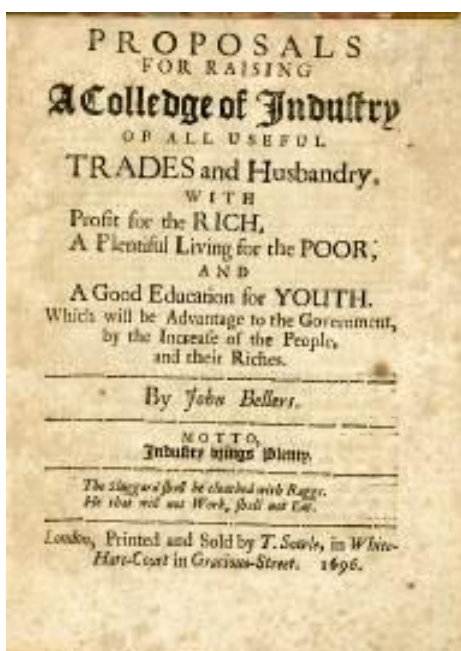 PROPOSALS
FOR RAISING
A Colledge of Induſtry
OF ALL USEFUL
TRADES and Husbandry,
WITH
Profit for the RICH,
A Plentiful Living for the POOR,
AND
A Good Education for YOUTH.
Which will be Advantage to the Government,
by the Increaſe of the People,
and their Riches.
By John Bellers.
MOTTO,
Induſtry brings Plenty.
The Sluggard ſhall be cloathed with Raggs.
He that will not Work, ſhall not Eat.
London, Printed and Sold by T. Sowle, in White-
Hart-Court in Gracious-Street. 1696.